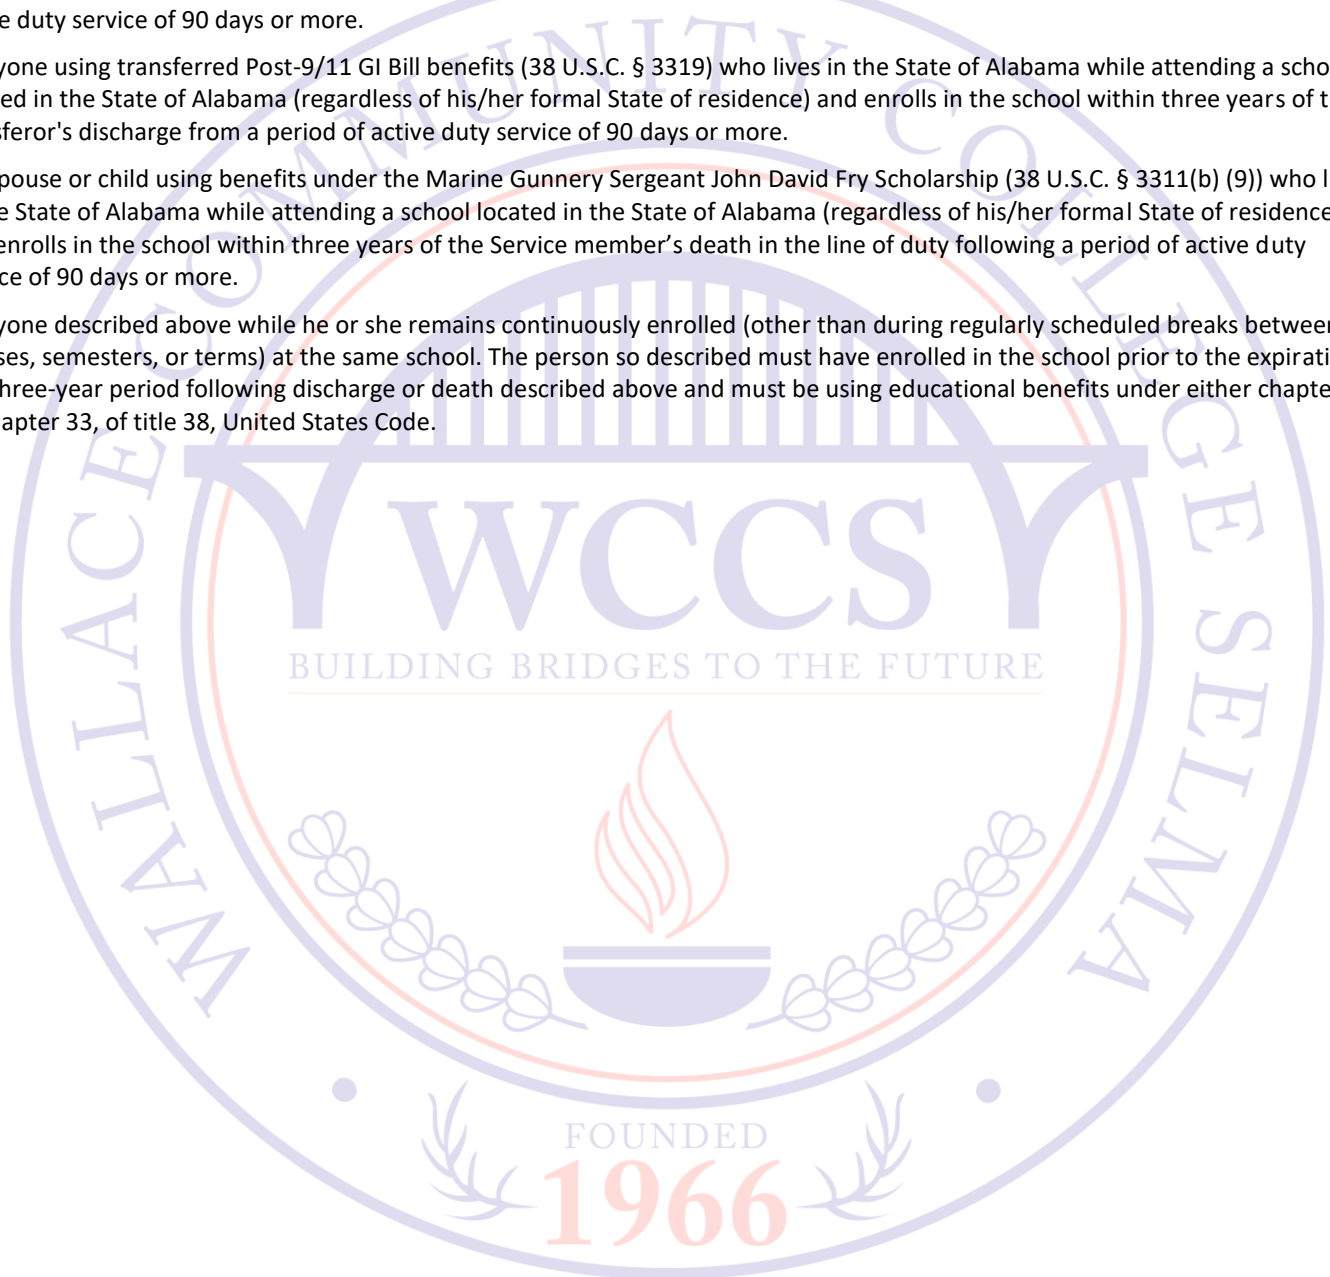 e duty service of 90 days or more.
yone using transferred Post-9/11 GI Bill benefits (38 U.S.C. § 3319) who lives in the State of Alabama while attending a scho
ed in the State of Alabama (regardless of his/her formal State of residence) and enrolls in the school within three years of t
sferor's discharge from a period of active duty service of 90 days or more.
pouse or child using benefits under the Marine Gunnery Sergeant John David Fry Scholarship (38 U.S.C. § 3311(b) (9)) who l
e State of Alabama while attending a school located in the State of Alabama (regardless of his/her formal State of residence
enrolls in the school within three years of the Service member’s death in the line of duty following a period of active duty
ce of 90 days or more.
yone described above while he or she remains continuously enrolled (other than during regularly scheduled breaks between
ses, semesters, or terms) at the same school. The person so described must have enrolled in the school prior to the expirati
three-year period following discharge or death described above and must be using educational benefits under either chapte
apter 33, of title 38, United States Code.
WALLACE COMMUNITY COLLEGE SELMA
WCCS
BUILDING BRIDGES TO THE FUTURE
FOUNDED
1966